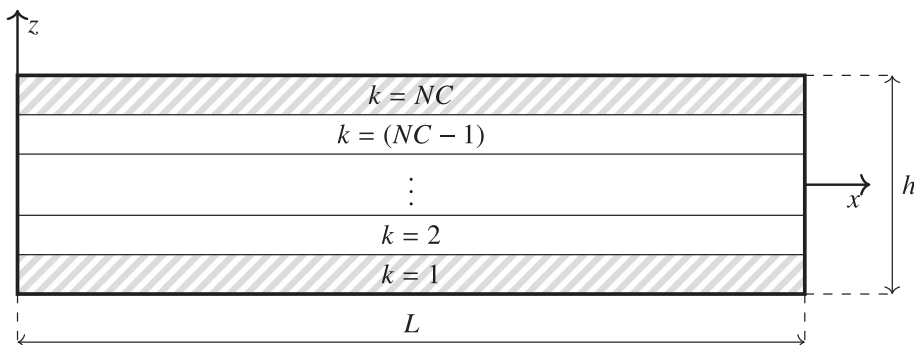 z
k = NC
k = (NC − 1)
⋮
x
h
k = 2
k = 1
L